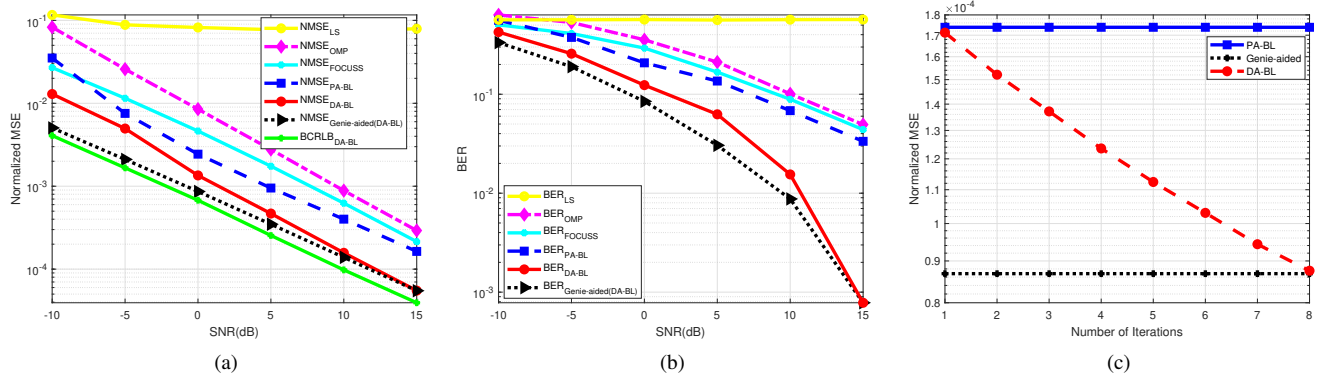 10^-1
10^-2
10^-3
10^-4
Normalized MSE
-10 -5 0 5 10 15
SNR(dB)
NMSE_LS
NMSE_OMP
NMSE_FOCUSS
NMSE_PA-BL
NMSE_DA-BL
NMSE_Genie-aided(DA-BL)
BCRLB_DA-BL
(a)
10^-1
10^-2
10^-3
BER
-10 -5 0 5 10 15
SNR(dB)
BER_LS
BER_OMP
BER_FOCUSS
BER_PA-BL
BER_DA-BL
BER_Genie-aided(DA-BL)
(b)
×10^-4
1.8
1.7
1.6
1.5
1.4
1.3
1.2
1.1
1
0.9
0.8
Normalized MSE
1 2 3 4 5 6 7 8
Number of Iterations
PA-BL
Genie-aided
DA-BL
(c)